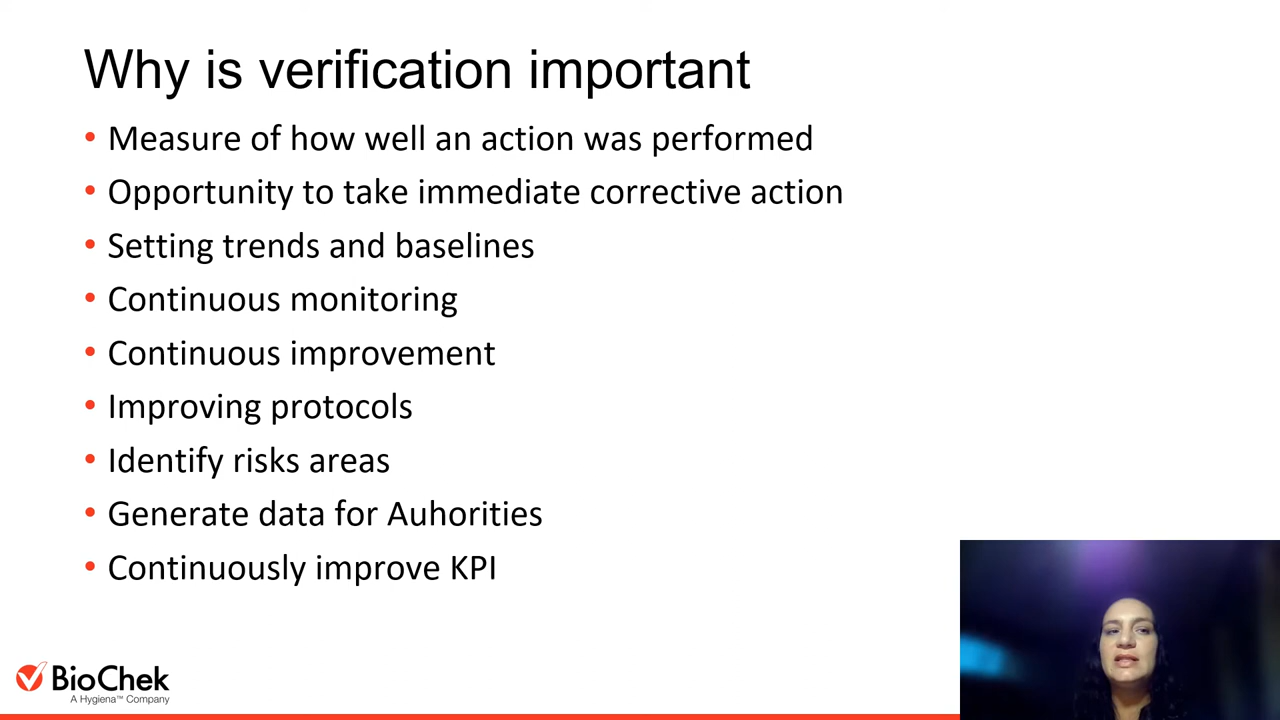 Why is verification important
• Measure of how well an action was performed
• Opportunity to take immediate corrective action
• Setting trends and baselines
• Continuous monitoring
• Continuous improvement
• Improving protocols
• Identify risks areas
• Generate data for Auhorities
• Continuously improve KPI
BioChek
A Hygiena™ Company